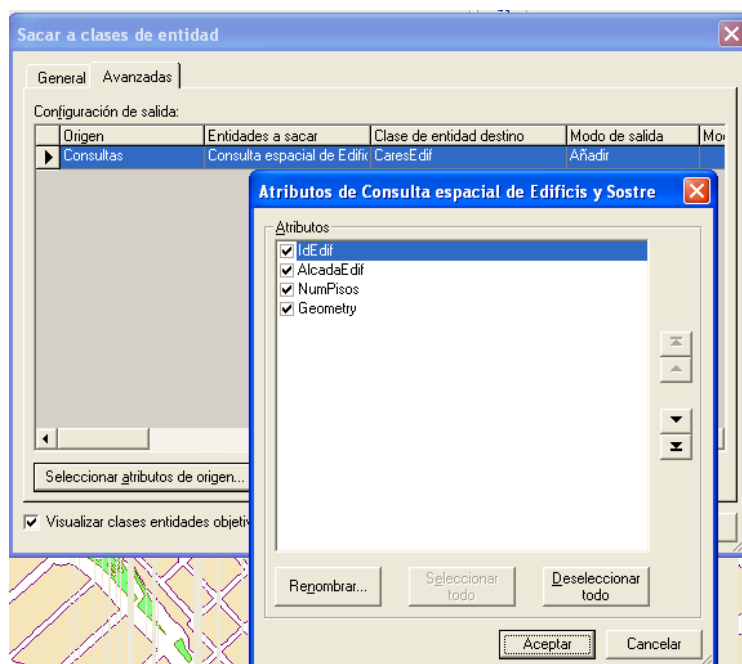 Sacar a clases de entidad
General Avanzadas
Configuración de salida:
Origen Entidades a sacar Clase de entidad destino Modo de salida Mo
Consultas Consulta espacial de Edific CaresEdif Añadir
Atributos de Consulta espacial de Edificis y Sostre
Atributos
IdEdif
AlcadaEdif
NumPisos
Geometry
Seleccionar atributos de origen...
Visualizar clases entidades objeti
Renombrar... Seleccionar todo Deseleccionar todo
Aceptar Cancelar